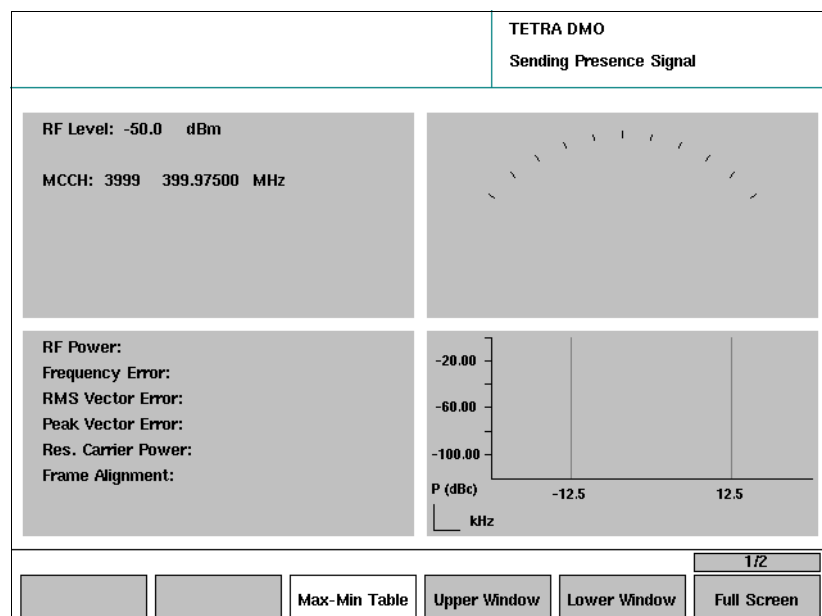 TETRA DMO
Sending Presence Signal
RF Level: -50.0 dBm
MCCH: 3999 399.97500 MHz
RF Power:
Frequency Error:
RMS Vector Error:
Peak Vector Error:
Res. Carrier Power:
Frame Alignment:
-20.00
-60.00
-100.00
P (dBc)
-12.5 12.5
kHz
1/2
Max-Min Table Upper Window Lower Window Full Screen